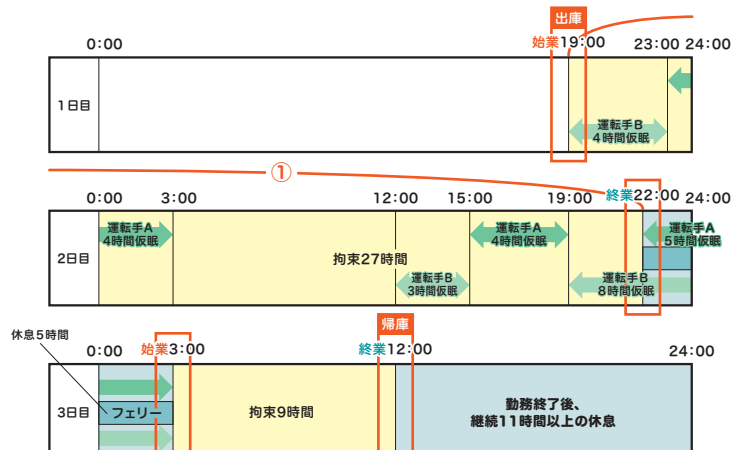 出庫
0:00
始業19:00
23:00 24:00
1日目
運転手B
4時間仮眠
①
0:00
3:00
12:00
15:00
19:00
終業22:00
24:00
2日目
運転手A
4時間仮眠
拘束27時間
運転手A
4時間仮眠
運転手A
5時間仮眠
運転手B
3時間仮眠
運転手B
8時間仮眠
休息5時間
帰庫
0:00
始業3:00
終業12:00
24:00
3日目
フェリー
拘束9時間
勤務終了後、
継続11時間以上の休息